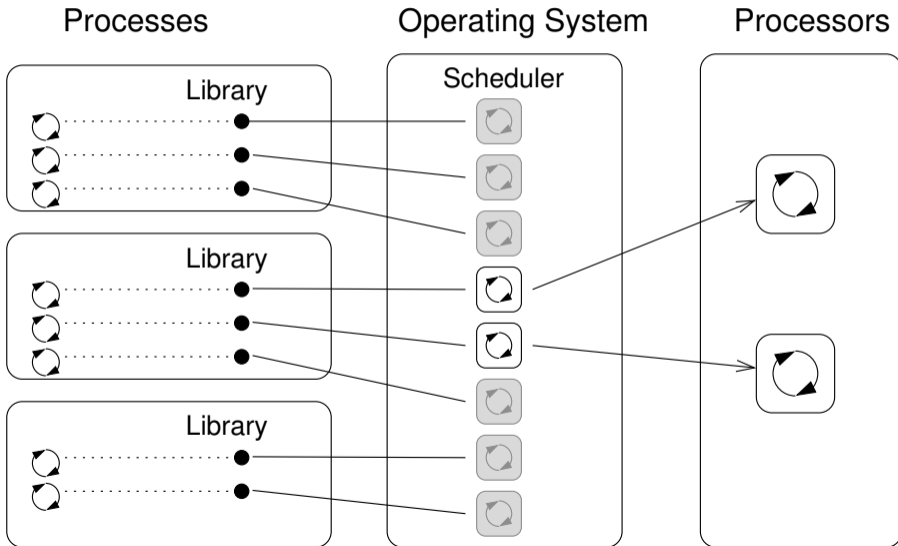 Processes
Operating System
Processors
Library
Scheduler
Library
Library